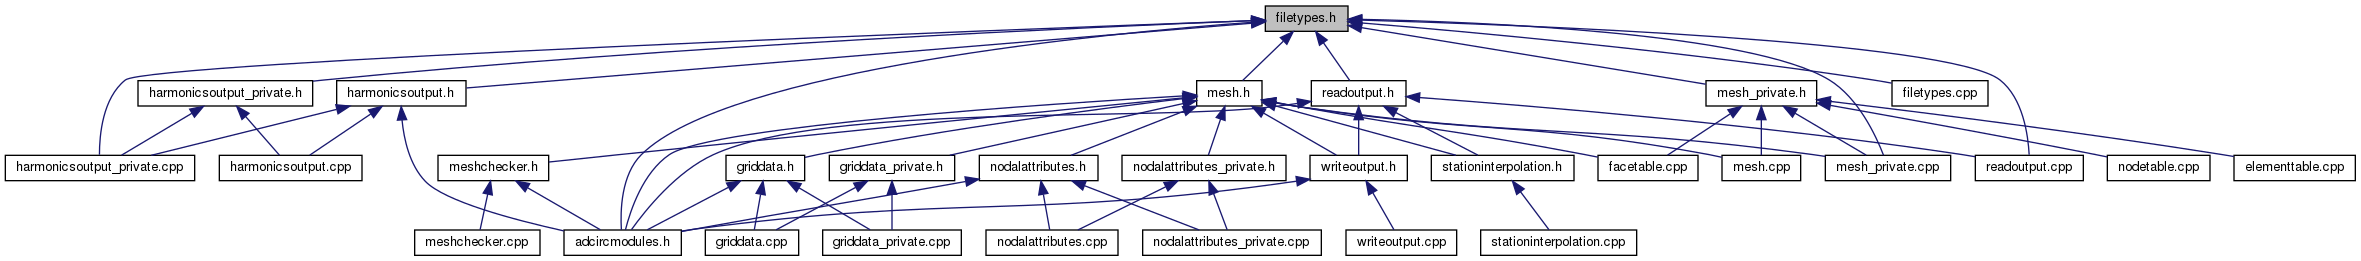 filetypes.h
harmonicsoutput_private.h
harmonicsoutput.h
mesh.h
readoutput.h
mesh_private.h
filetypes.cpp
harmonicsoutput_private.cpp
harmonicsoutput.cpp
meshchecker.h
griddata.h
griddata_private.h
nodalattributes.h
nodalattributes_private.h
writeoutput.h
stationinterpolation.h
facetable.cpp
mesh.cpp
mesh_private.cpp
readoutput.cpp
nodetable.cpp
elementtable.cpp
meshchecker.cpp
adcircmodules.h
griddata.cpp
griddata_private.cpp
nodalattributes.cpp
nodalattributes_private.cpp
writeoutput.cpp
stationinterpolation.cpp